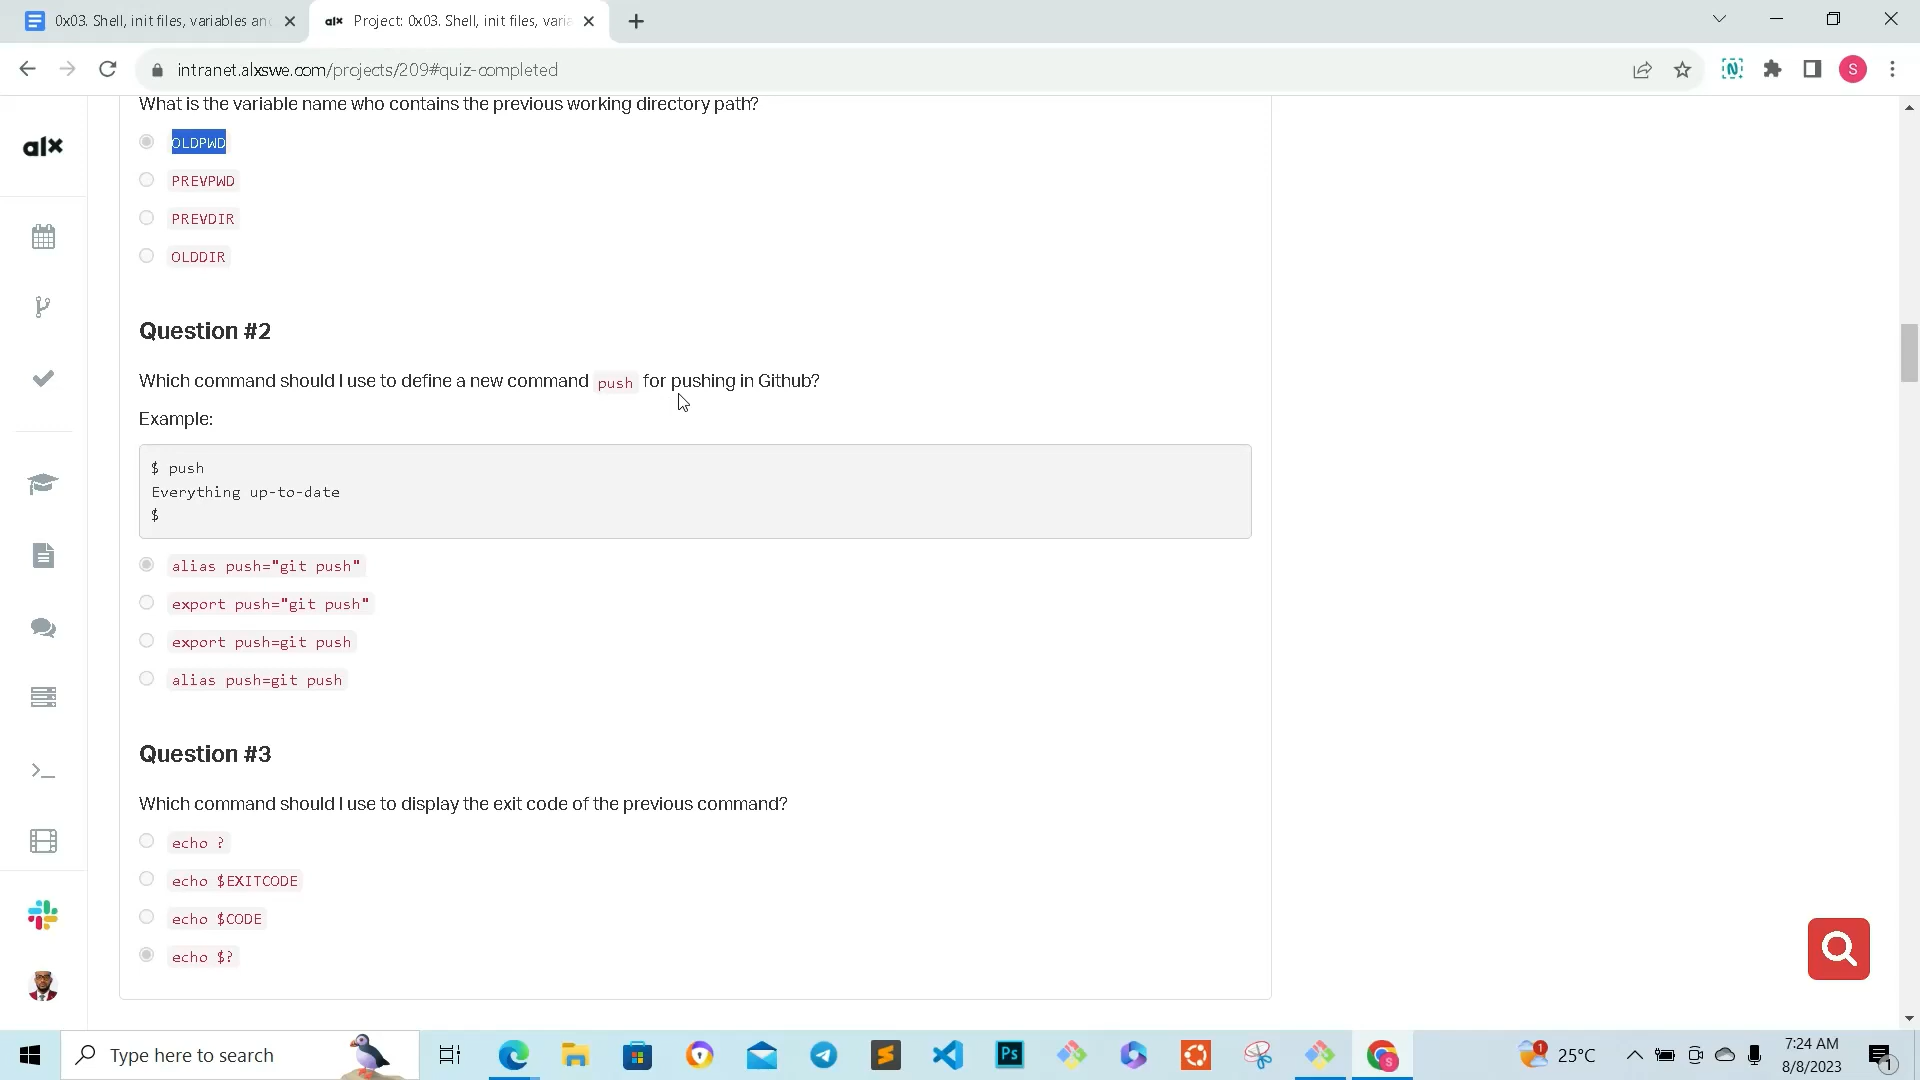 0x03. Shell, init files, variables an
alx Project: 0x03. Shell, init files, varia
intranet.alxswe.com/projects/209#quiz-completed
S
alx
What is the variable name who contains the previous working directory path?
OLDPWD
PREVPWD
PREVDIR
OLDDIR
Question #2
Which command should I use to define a new command push for pushing in Github?
Example:
$ push
Everything up-to-date
$
alias push="git push"
export push="git push"
export push=git push
alias push=git push
Question #3
Which command should I use to display the exit code of the previous command?
echo ?
echo $EXITCODE
echo $CODE
echo $?
Type here to search
Ps
S
1
25°C
7:24 AM
8/8/2023
1